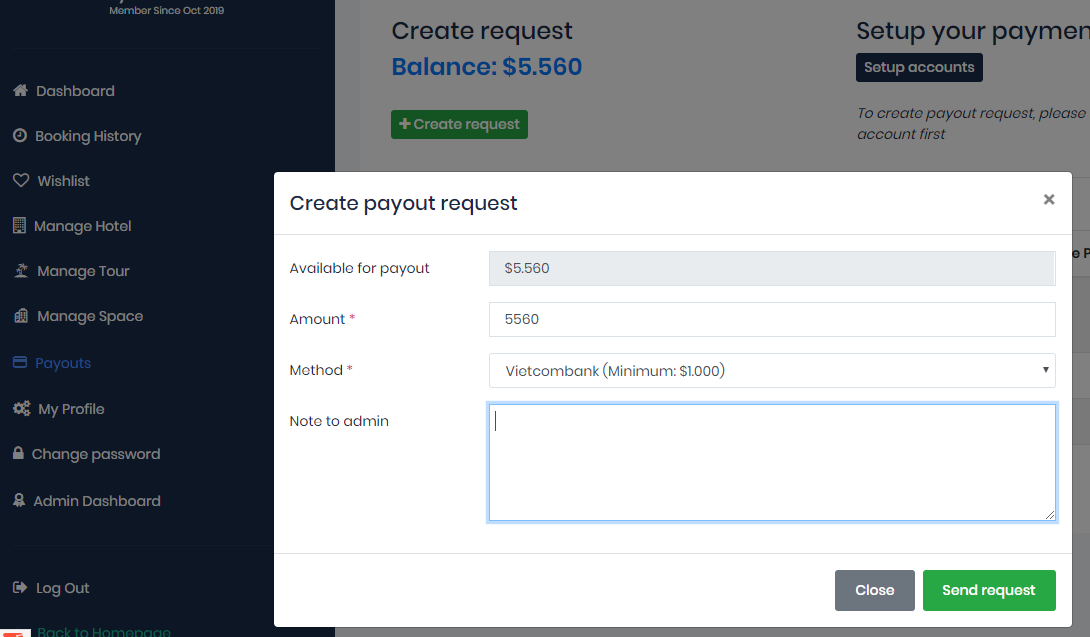 Member Since Oct 2019
Dashboard
Booking History
Wishlist
Manage Hotel
Manage Tour
Manage Space
Payouts
My Profile
Change password
Admin Dashboard
Log Out
Back to Homepage
Create request
Balance: $5.560
Create request
Setup your
Setup accounts
To create payout request, please
account first
Create payout request
×
Available for payout
$5.560
Amount *
5560
Method *
Vietcombank (Minimum: $1.000)
Note to admin
Close
Send request